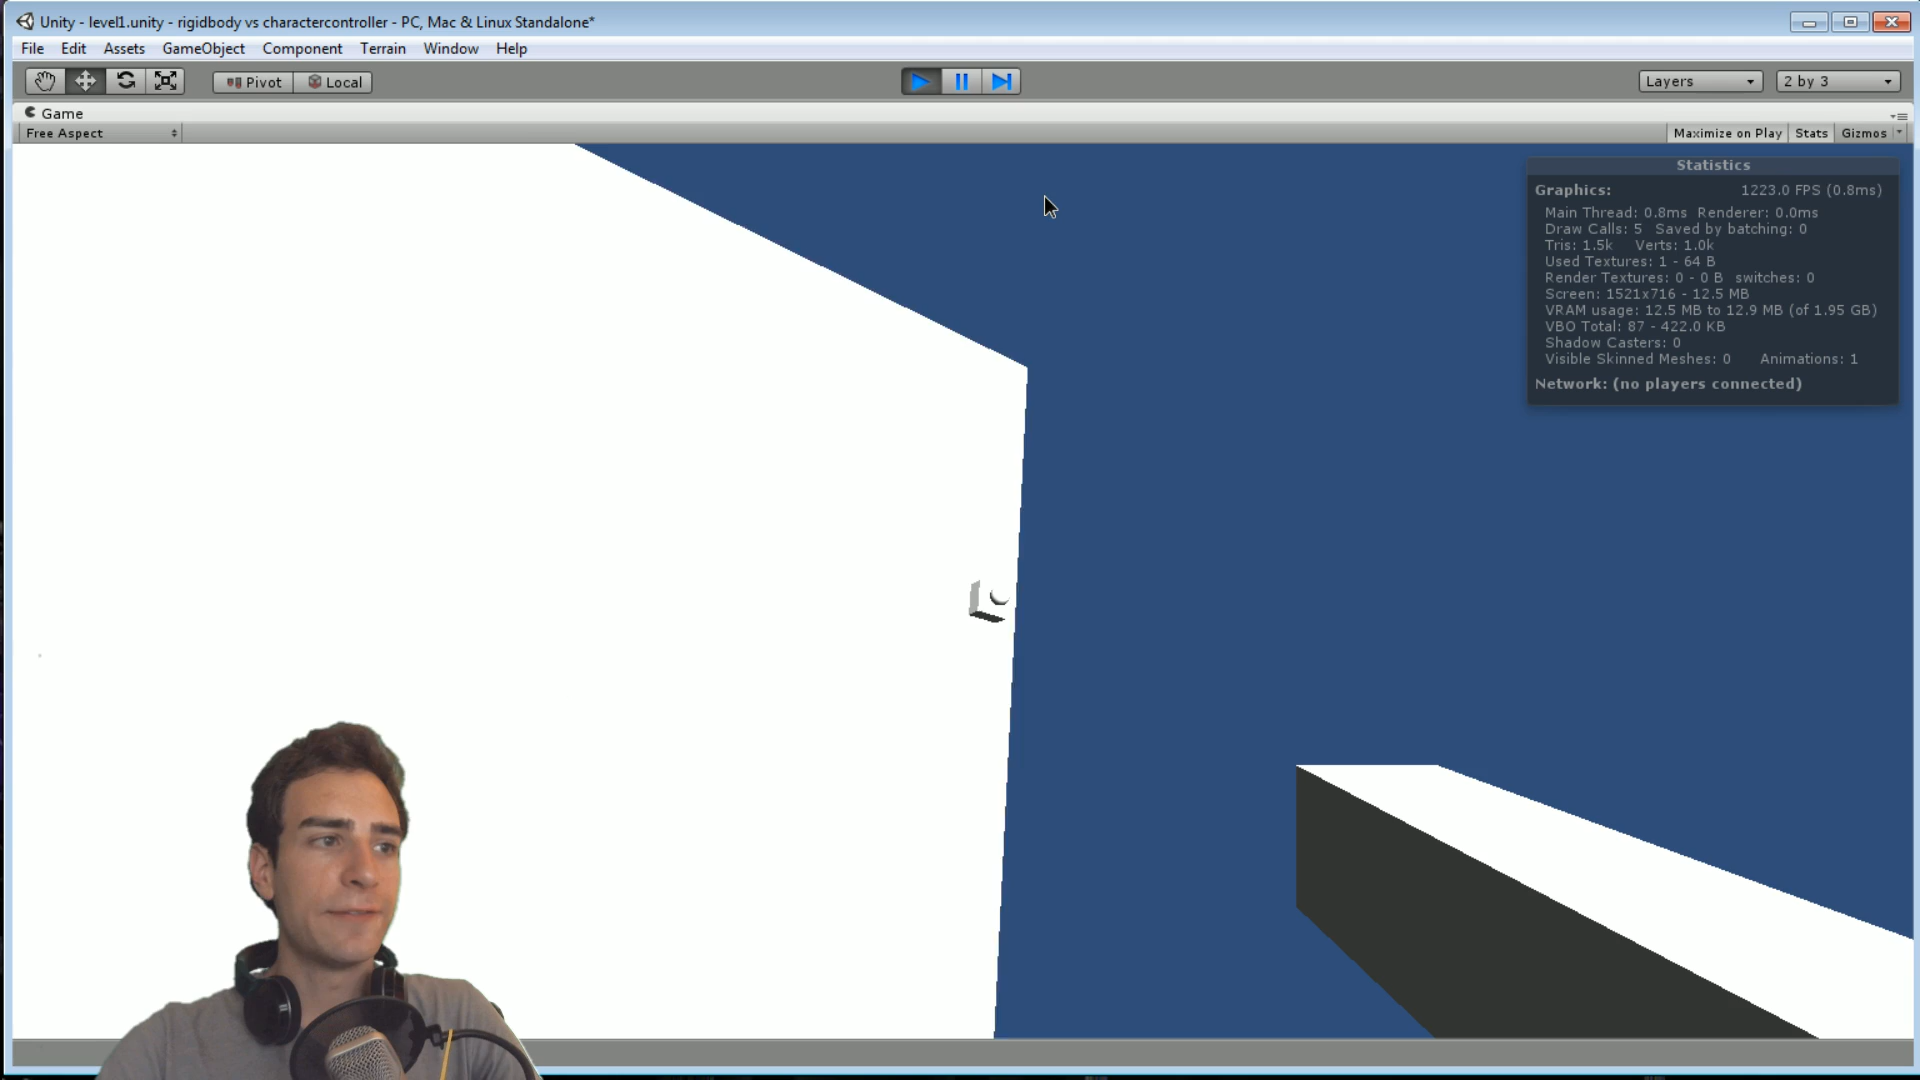 Unity - level1.unity - rigidbody vs charactercontroller - PC, Mac & Linux Standalone*
File Edit Assets GameObject Component Terrain Window Help
Pivot Local Layers 2 by 3
Game
Free Aspect Maximize on Play Stats Gizmos
Statistics
Graphics: 1223.0 FPS (0.8ms)
Main Thread: 0.8ms Renderer: 0.0ms
Draw Calls: 5 Saved by batching: 0
Tris: 1.5k Verts: 1.0k
Used Textures: 1 - 64 B
Render Textures: 0 - 0 B switches: 0
Screen: 1521x716 - 12.5 MB
VRAM usage: 12.5 MB to 12.9 MB (of 1.95 GB)
VBO Total: 87 - 422.0 KB
Shadow Casters: 0
Visible Skinned Meshes: 0 Animations: 1
Network: (no players connected)